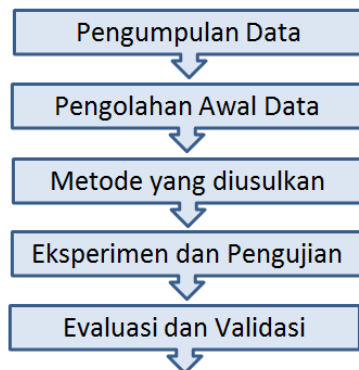 Pengumpulan Data
Pengolahan Awal Data
Metode yang diusulkan
Eksperimen dan Pengujian
Evaluasi dan Validasi